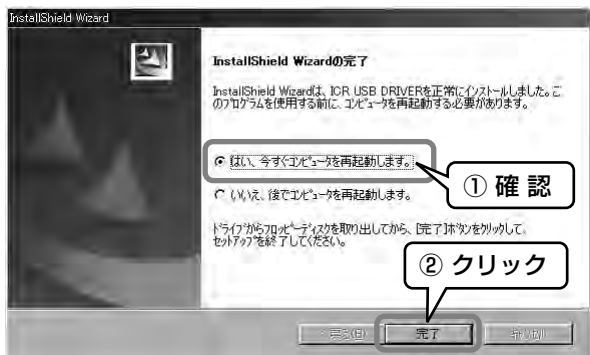 InstallShield Wizard
InstallShield Wizardの完了
InstallShield Wizardは、ICR USB DRIVERを正常にインストールしました。こ
のプログラムを使用する前に、コンピュータを再起動する必要があります。
はい、今すぐコンピュータを再起動します。
① 確 認
いいえ、後でコンピュータを再起動します。
ドライブからフロッピーディスクを取り出してから、[完了]ボタンをクリックして、
セットアップを終了してください。
② クリック
< 戻る(B)
完了
キャンセル